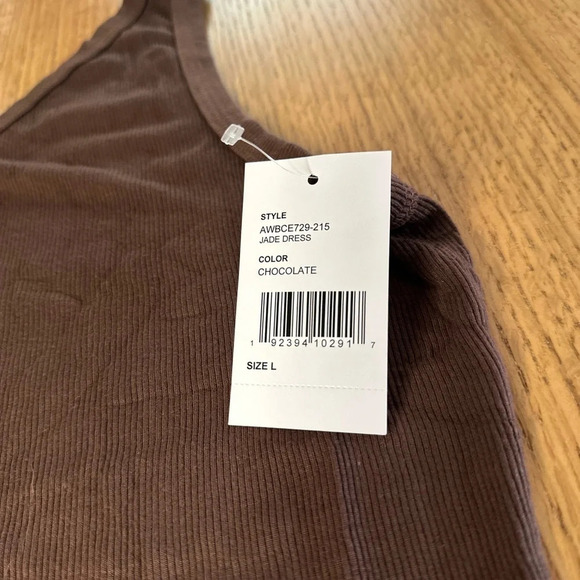 STYLE
AWBCE729-215
JADE DRESS
COLOR
CHOCOLATE
1 92394 10291 7
SIZE L